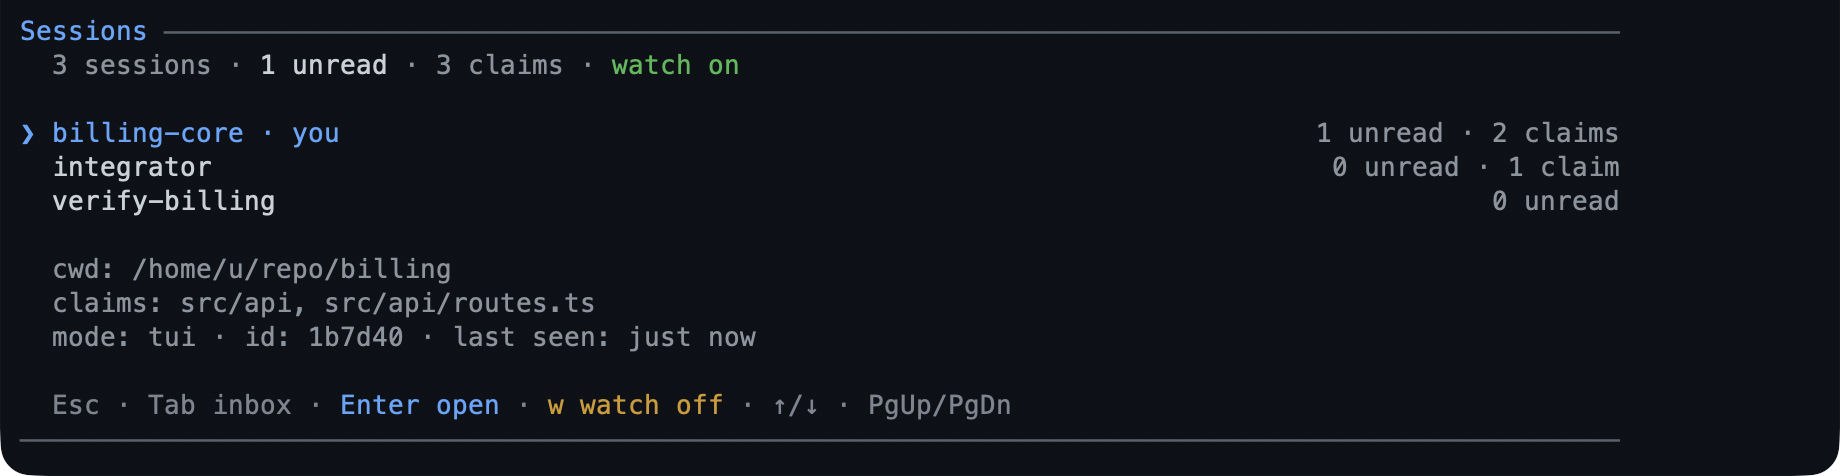 Sessions
3 sessions · 1 unread · 3 claims · watch on
❯ billing-core · you 1 unread · 2 claims
integrator 0 unread · 1 claim
verify-billing 0 unread
cwd: /home/u/repo/billing
claims: src/api, src/api/routes.ts
mode: tui · id: 1b7d40 · last seen: just now
Esc · Tab inbox · Enter open · w watch off · ↑/↓ · PgUp/PgDn